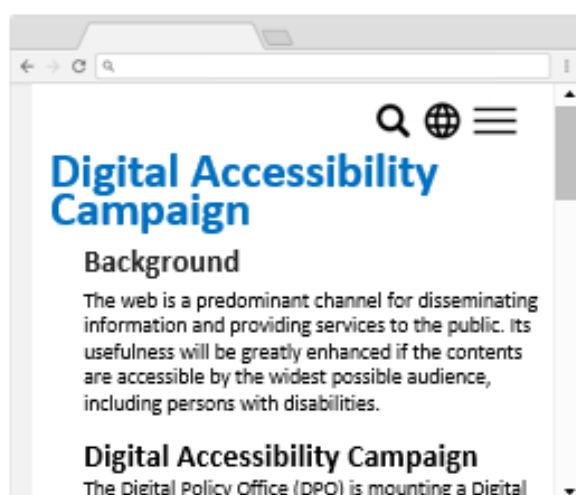 Digital Accessibility
Campaign
Background
The web is a predominant channel for disseminating
information and providing services to the public. Its
usefulness will be greatly enhanced if the contents
are accessible by the widest possible audience,
including persons with disabilities.
Digital Accessibility Campaign
The Digital Policy Office (DPO) is mounting a Digital